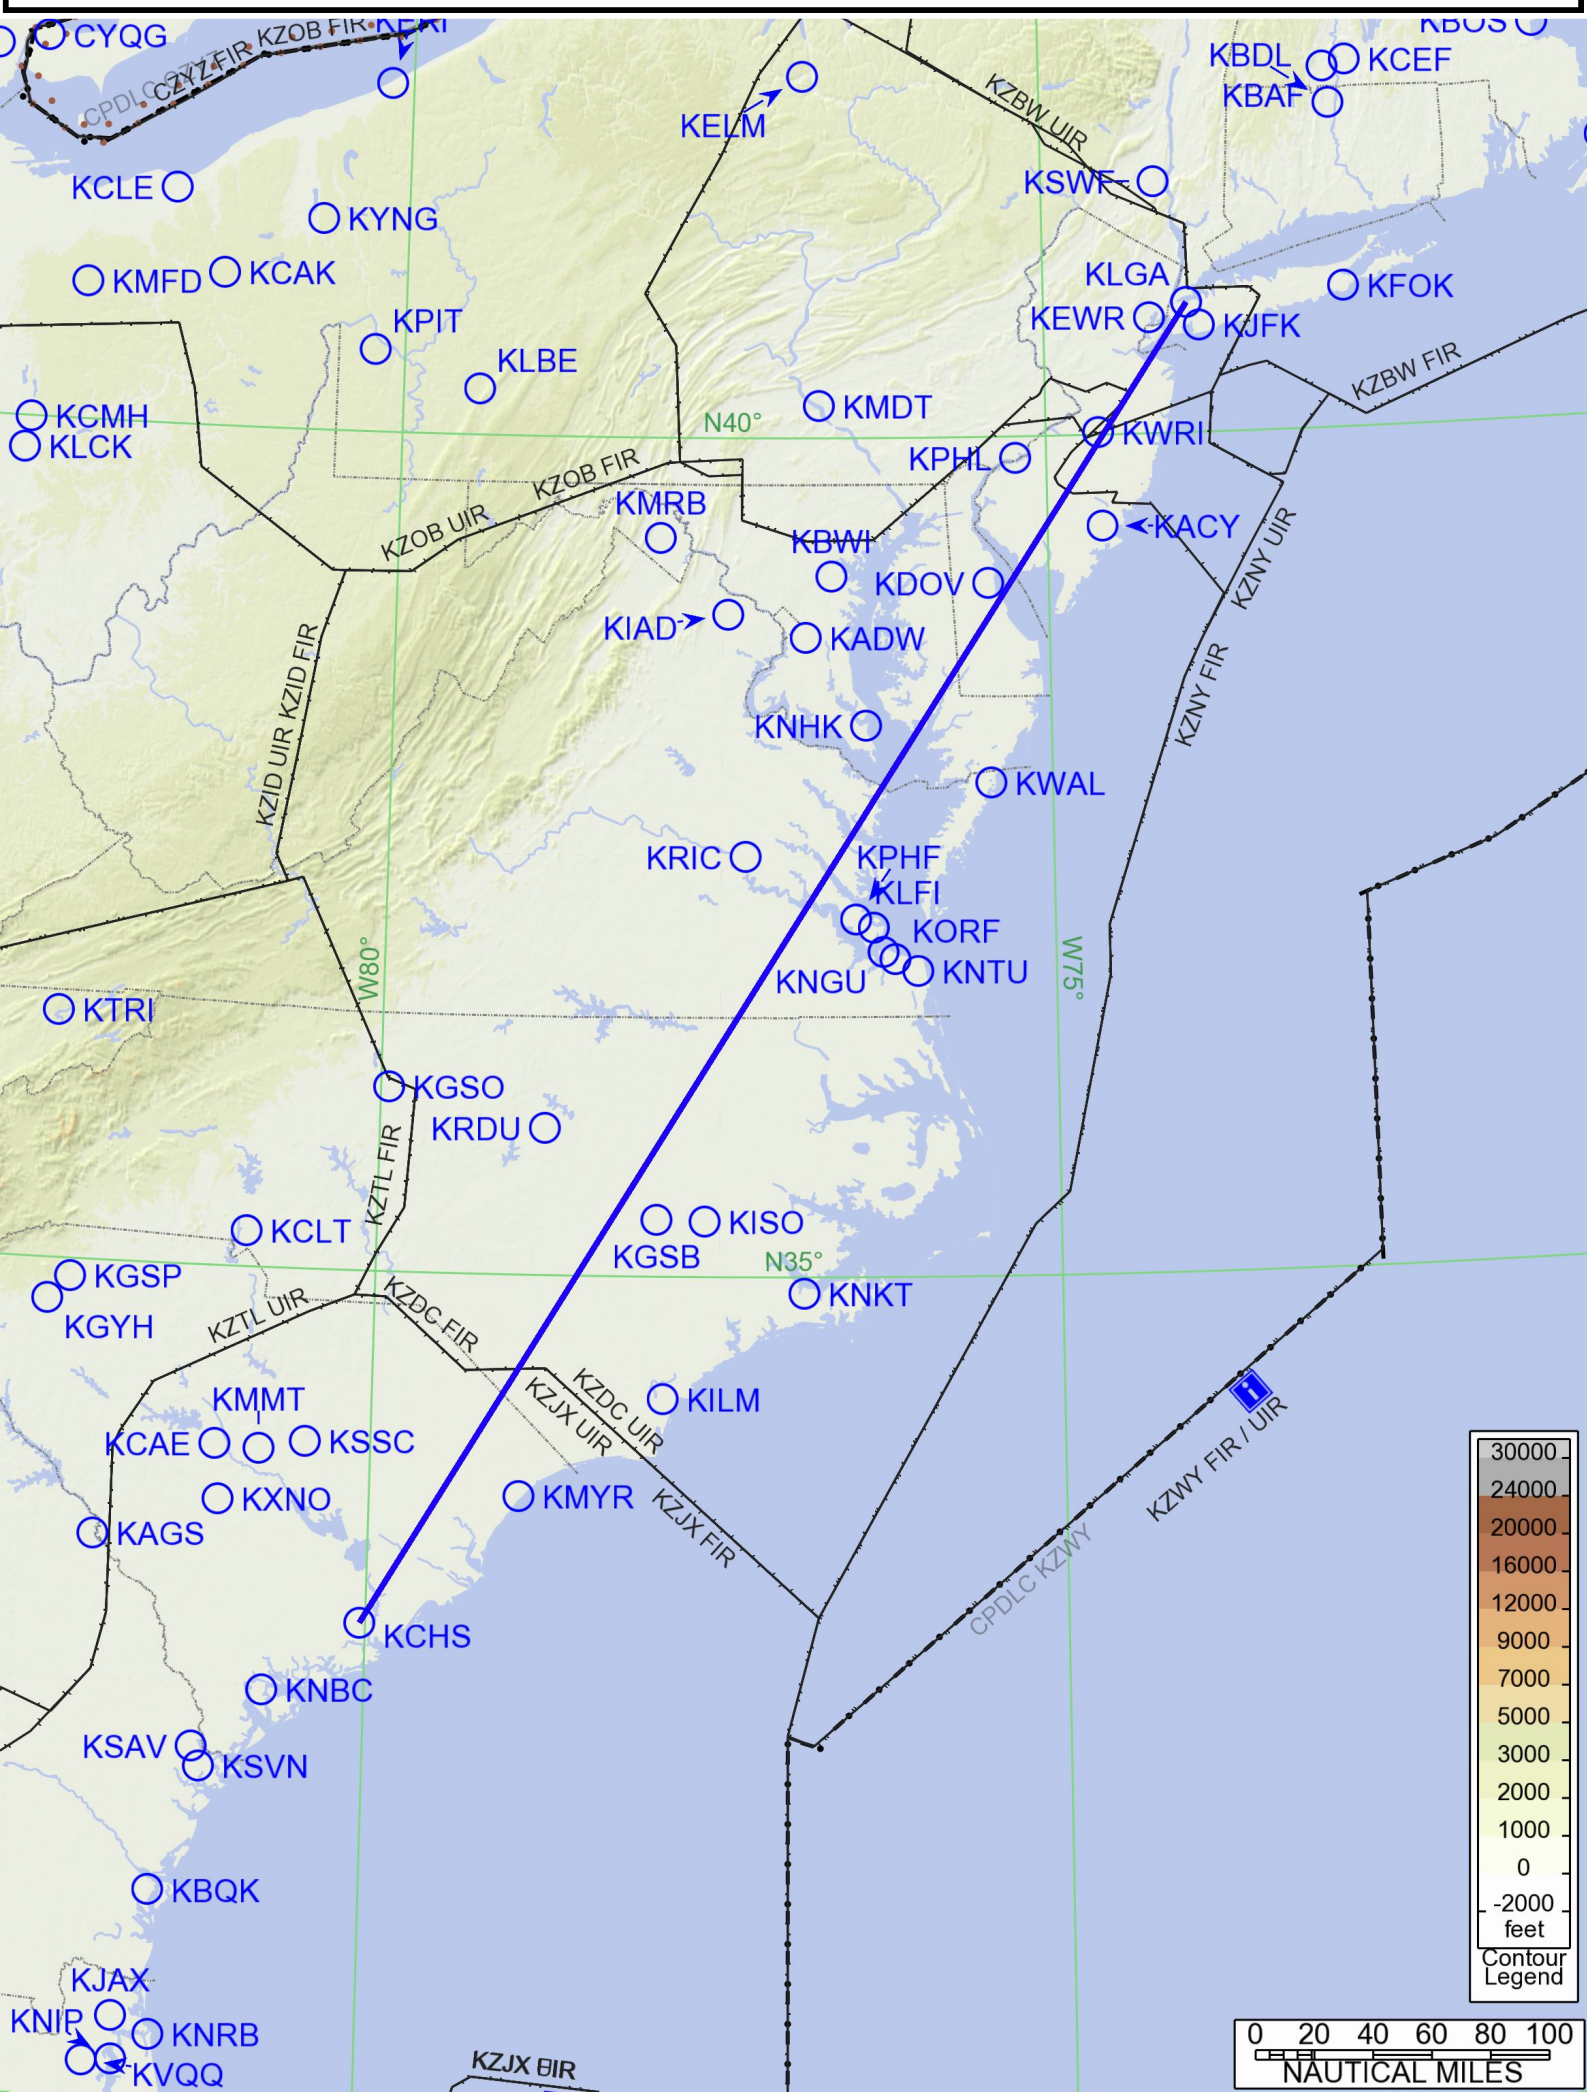 KERI
KBOS
CYQG
KZOB FIR
CZYZ FIR
KBDL
KCEF
KBAF
KELM
KZBW UIR
KCLE
KSWF
KYNG
KMFD
KCAK
KLGA
KFOK
KPIT
KEWR
KJFK
KLBE
KZBW FIR
KCMH
KMDT
N40°
KWRI
KLCK
KPHL
KZOB FIR
KMRB
KZOB UIR
KACY
KBWI
KZNY UIR
KDOV
KIAD
KADW
KZID UIR KZID FIR
KZNY FIR
KNHK
KWAL
KRIC
KPHF
KLFI
KORF
W80°
W75°
KNGU
KNTU
KTRI
KGSO
KRDU
KZTL FIR
KCLT
KISO
KGSB
N35°
KGSP
KNKT
KGYH
KZTL UIR
KZDC FIR
KMMT
KZDC UIR
KILM
KZJX UIR
KCAE
KSSC
i
KZWY FIR / UIR
KXNO
KMYR
KZJX FIR
KAGS
CPDLC KZWY
KCHS
KNBC
KSAV
KSVN
KBQK
KJAX
KNIP
KNRB
KVQQ
KZJX
30000
24000
20000
16000
12000
9000
7000
5000
3000
2000
1000
0
-2000
feet
Contour
Legend
0 20 40 60 80 100
NAUTICAL MILES